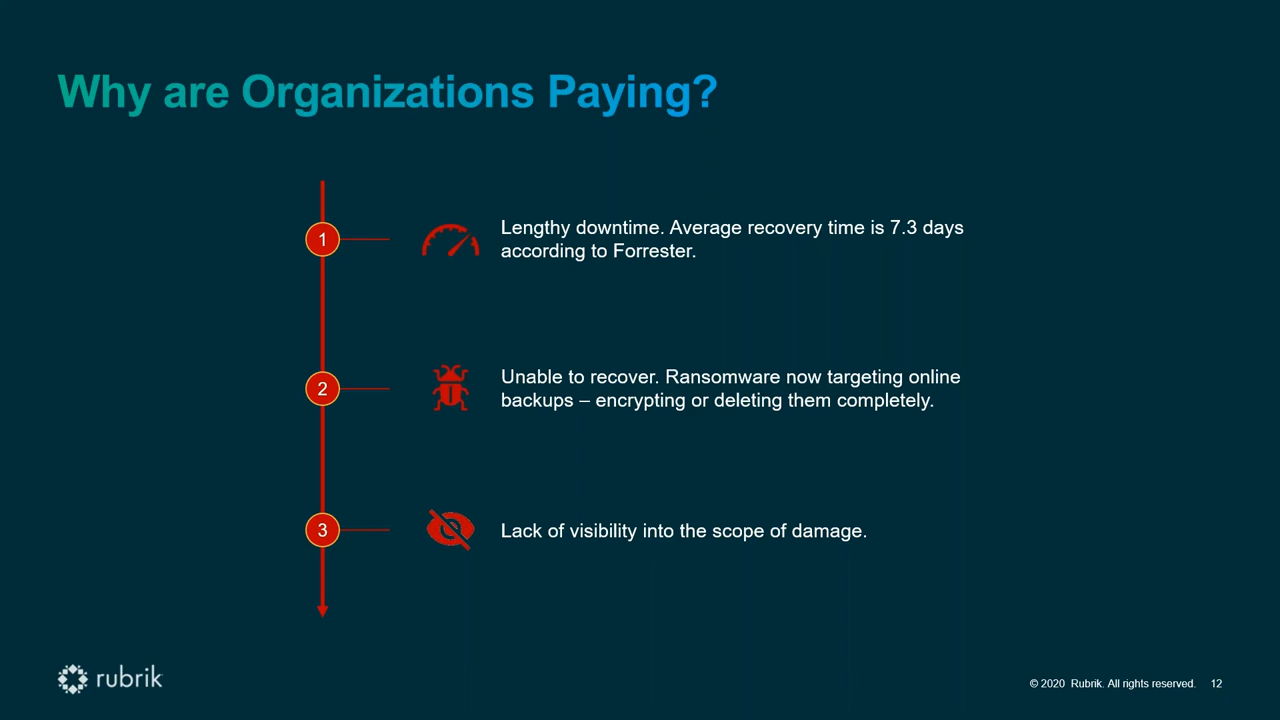 Why are Organizations Paying?
1
Lengthy downtime. Average recovery time is 7.3 days
according to Forrester.
2
Unable to recover. Ransomware now targeting online
backups – encrypting or deleting them completely.
3
Lack of visibility into the scope of damage.
rubrik
© 2020 Rubrik. All rights reserved. 12